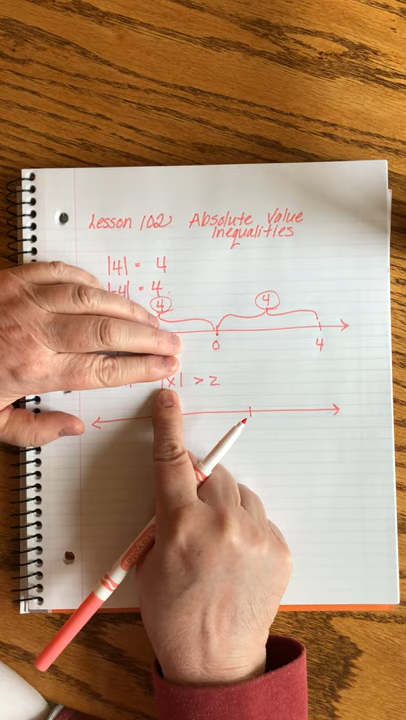 Lesson 102 Absolute Value
Inequalities
|4| = 4
|-4| = 4
4 4
0 4
|x| > 2